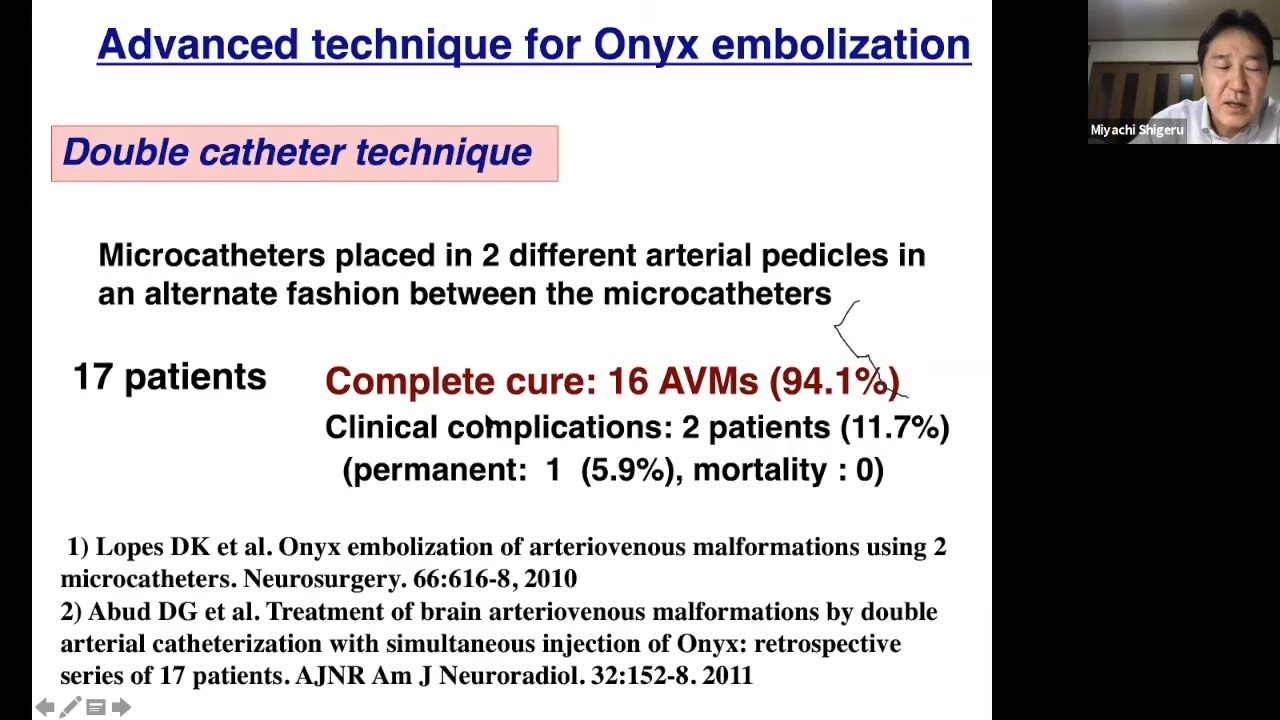 Advanced technique for Onyx embolization
Miyachi Shigeru
Double catheter technique
Microcatheters placed in 2 different arterial pedicles in
an alternate fashion between the microcatheters
17 patients
Complete cure: 16 AVMs (94.1%)
Clinical complications: 2 patients (11.7%)
(permanent: 1 (5.9%), mortality : 0)
1) Lopes DK et al. Onyx embolization of arteriovenous malformations using 2
microcatheters. Neurosurgery. 66:616-8, 2010
2) Abud DG et al. Treatment of brain arteriovenous malformations by double
arterial catheterization with simultaneous injection of Onyx: retrospective
series of 17 patients. AJNR Am J Neuroradiol. 32:152-8. 2011